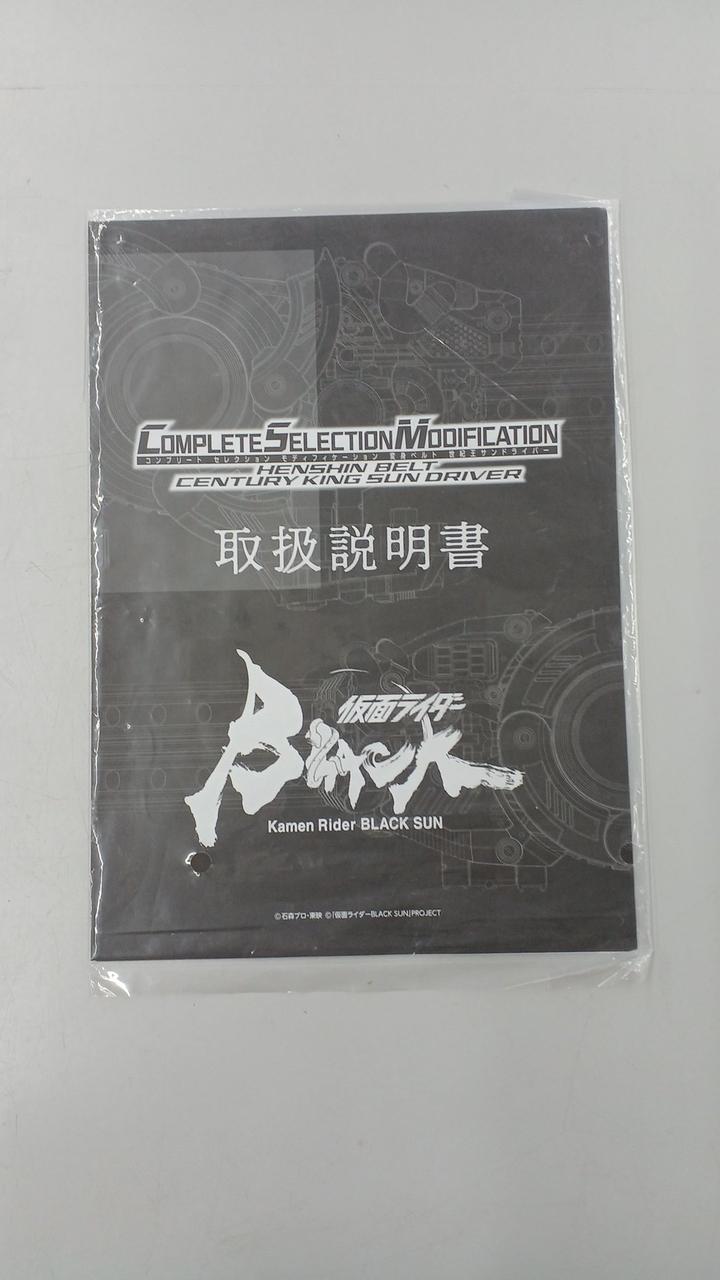 COMPLETE SELECTION MODIFICATION
コンプリート セレクション モディフィケーション 変身ベルト 世紀王サンドライバー
HENSHIN BELT
CENTURY KING SUN DRIVER
取扱説明書
仮面ライダー
BLACK
Kamen Rider BLACK SUN
©石森プロ・東映 ©「仮面ライダーBLACK SUN」PROJECT